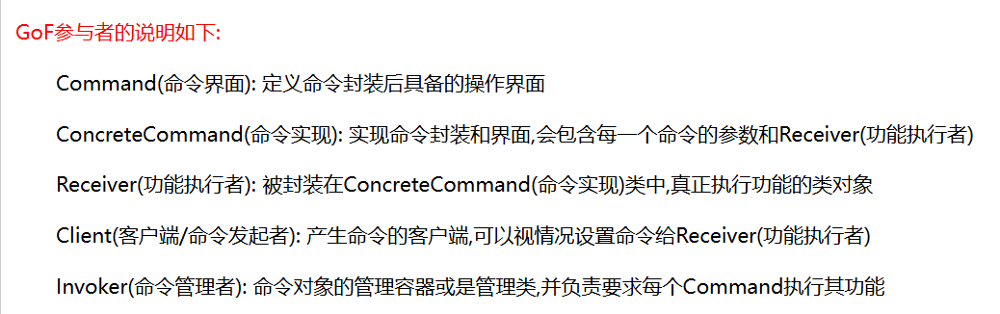 GoF参与者的说明如下:
Command(命令界面): 定义命令封装后具备的操作界面
ConcreteCommand(命令实现): 实现命令封装和界面,会包含每一个命令的参数和Receiver(功能执行者)
Receiver(功能执行者): 被封装在ConcreteCommand(命令实现)类中,真正执行功能的类对象
Client(客户端/命令发起者): 产生命令的客户端,可以视情况设置命令给Receiver(功能执行者)
Invoker(命令管理者): 命令对象的管理容器或是管理类,并负责要求每个Command执行其功能